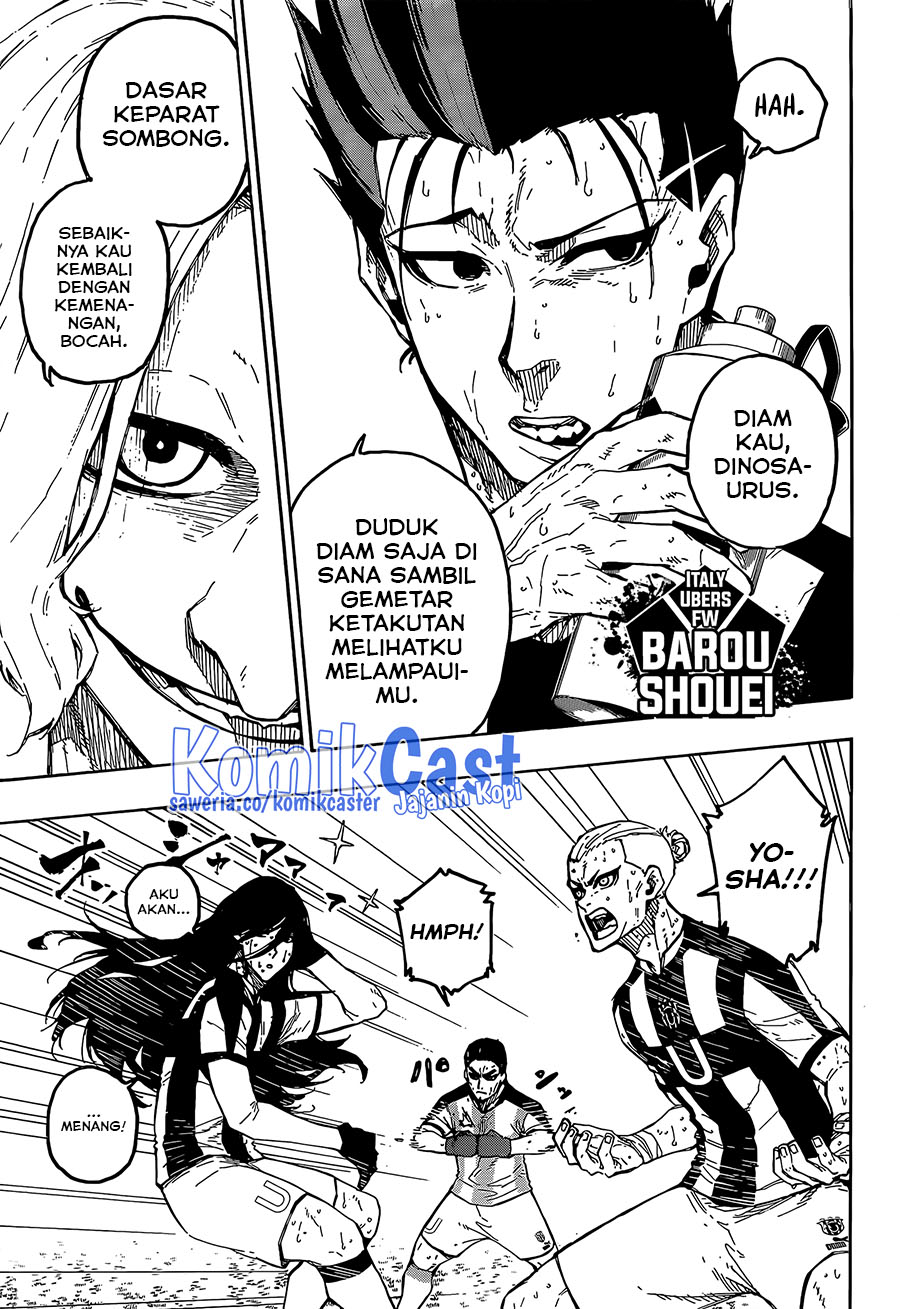 HAH.
DIAM
KAU,
DINOSA-
URUS.
DUDUK
DIAM SAJA DI
SANA SAMBIL
GEMETAR
KETAKUTAN
MELIHATKU
MELAMPAUI-
MU.
ITALY
UBERS
FW
BAROU
SHOUEI
DASAR
KEPARAT
SOMBONG.
SEBAIK-
NYA KAU
KEMBALI
DENGAN
KEMENA-
NGAN,
BOCAH.
KomikCast
saweria.co/komikcaster
Jajanin Kopi
YO-
SHA!!!
HMPH!
AKU
AKAN...
...
MENANG!